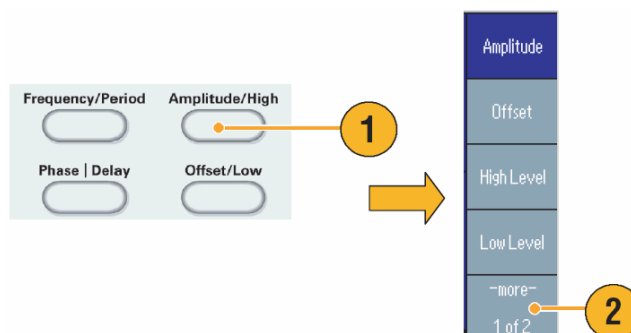 Frequency/Period
Amplitude/High
1
Phase | Delay
Offset/Low
Amplitude
Offset
High Level
Low Level
-more-
1 of 2
2